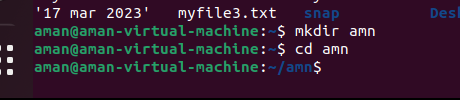 '17 mar 2023'   myfile3.txt   snap   Des
aman@aman-virtual-machine:~$ mkdir amn
aman@aman-virtual-machine:~$ cd amn
aman@aman-virtual-machine:~/amn$